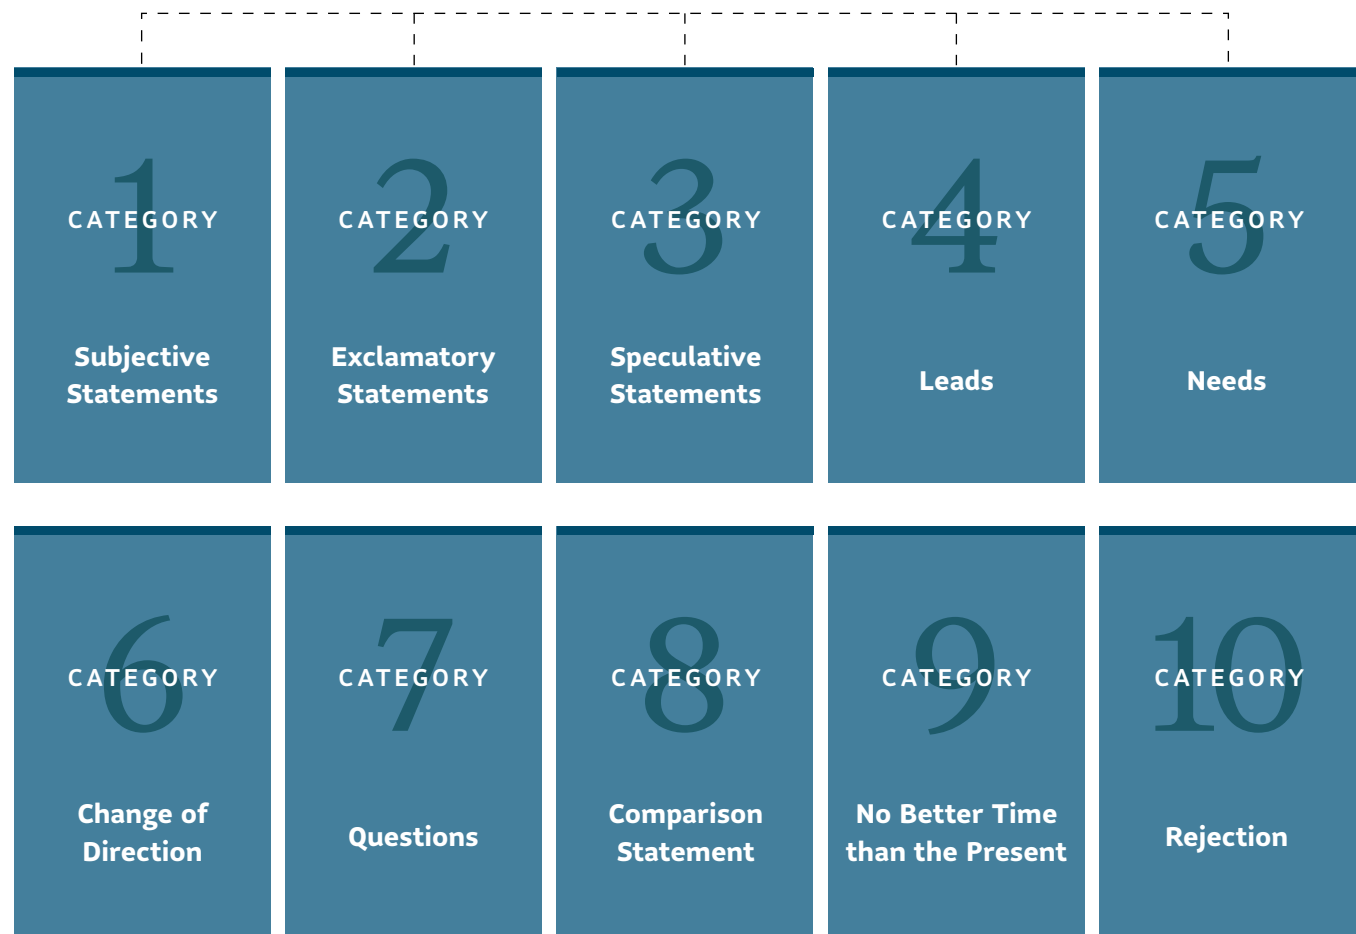 1
CATEGORY
Subjective
Statements
2
CATEGORY
Exclamatory
Statements
3
CATEGORY
Speculative
Statements
4
CATEGORY
Leads
5
CATEGORY
Needs
6
CATEGORY
Change of
Direction
7
CATEGORY
Questions
8
CATEGORY
Comparison
Statement
9
CATEGORY
No Better Time
than the Present
10
CATEGORY
Rejection